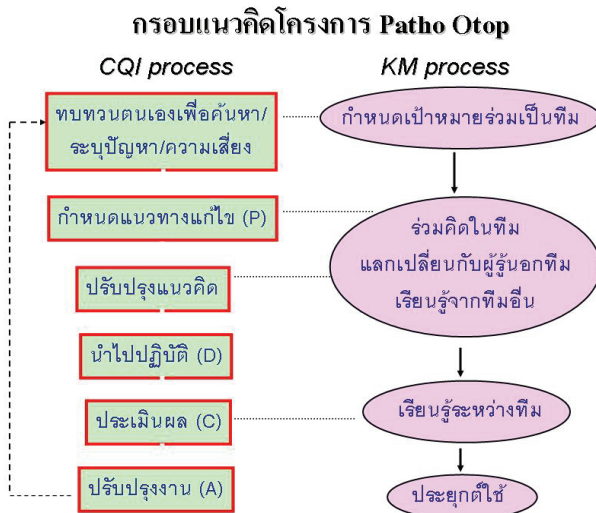 กรอบแนวคิดโครงการ Patho Otop
CQI process
KM process
ทบทวนตนเองเพื่อค้นหา/
ระบุปัญหา/ความเสี่ยง
กำหนดเป้าหมายร่วมเป็นทีม
กำหนดแนวทางแก้ไข (P)
ร่วมคิดในทีม
แลกเปลี่ยนกับผู้รู้นอกทีม
เรียนรู้จากทีมอื่น
ปรับปรุงแนวคิด
นำไปปฏิบัติ (D)
ประเมินผล (C)
เรียนรู้ระหว่างทีม
ปรับปรุงงาน (A)
ประยุกต์ใช้